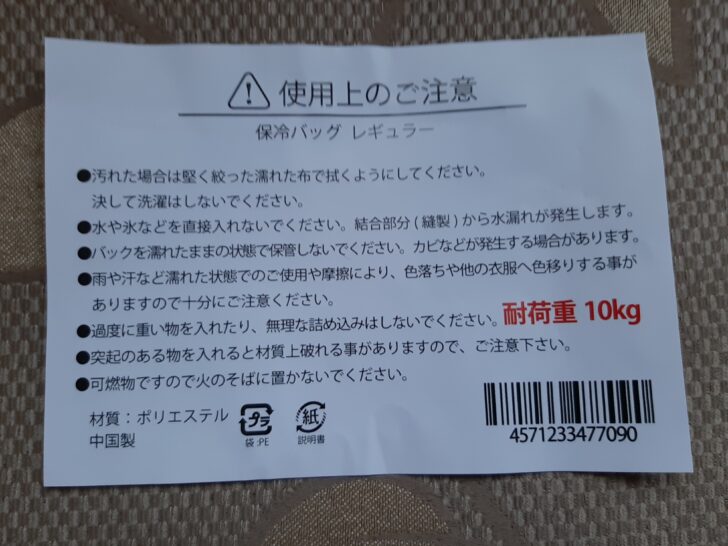 使用上のご注意
保冷バッグ レギュラー
●汚れた場合は堅く絞った濡れた布で拭くようにしてください。
決して洗濯はしないでください。
●水や氷などを直接入れないでください。結合部分(縫製)から水漏れが発生します。
●バックを濡れたままの状態で保管しないでください。カビなどが発生する場合があります。
●雨や汗など濡れた状態でのご使用や摩擦により、色落ちや他の衣服へ色移りする事が
ありますので十分にご注意ください。
●過度に重い物を入れたり、無理な詰め込みはしないでください。耐荷重 10kg
●突起のある物を入れると材質上破れる事がありますので、ご注意下さい。
●可燃物ですので火のそばに置かないでください。
材質：ポリエステル
中国製
プラ
袋:PE
紙
説明書
4571233477090